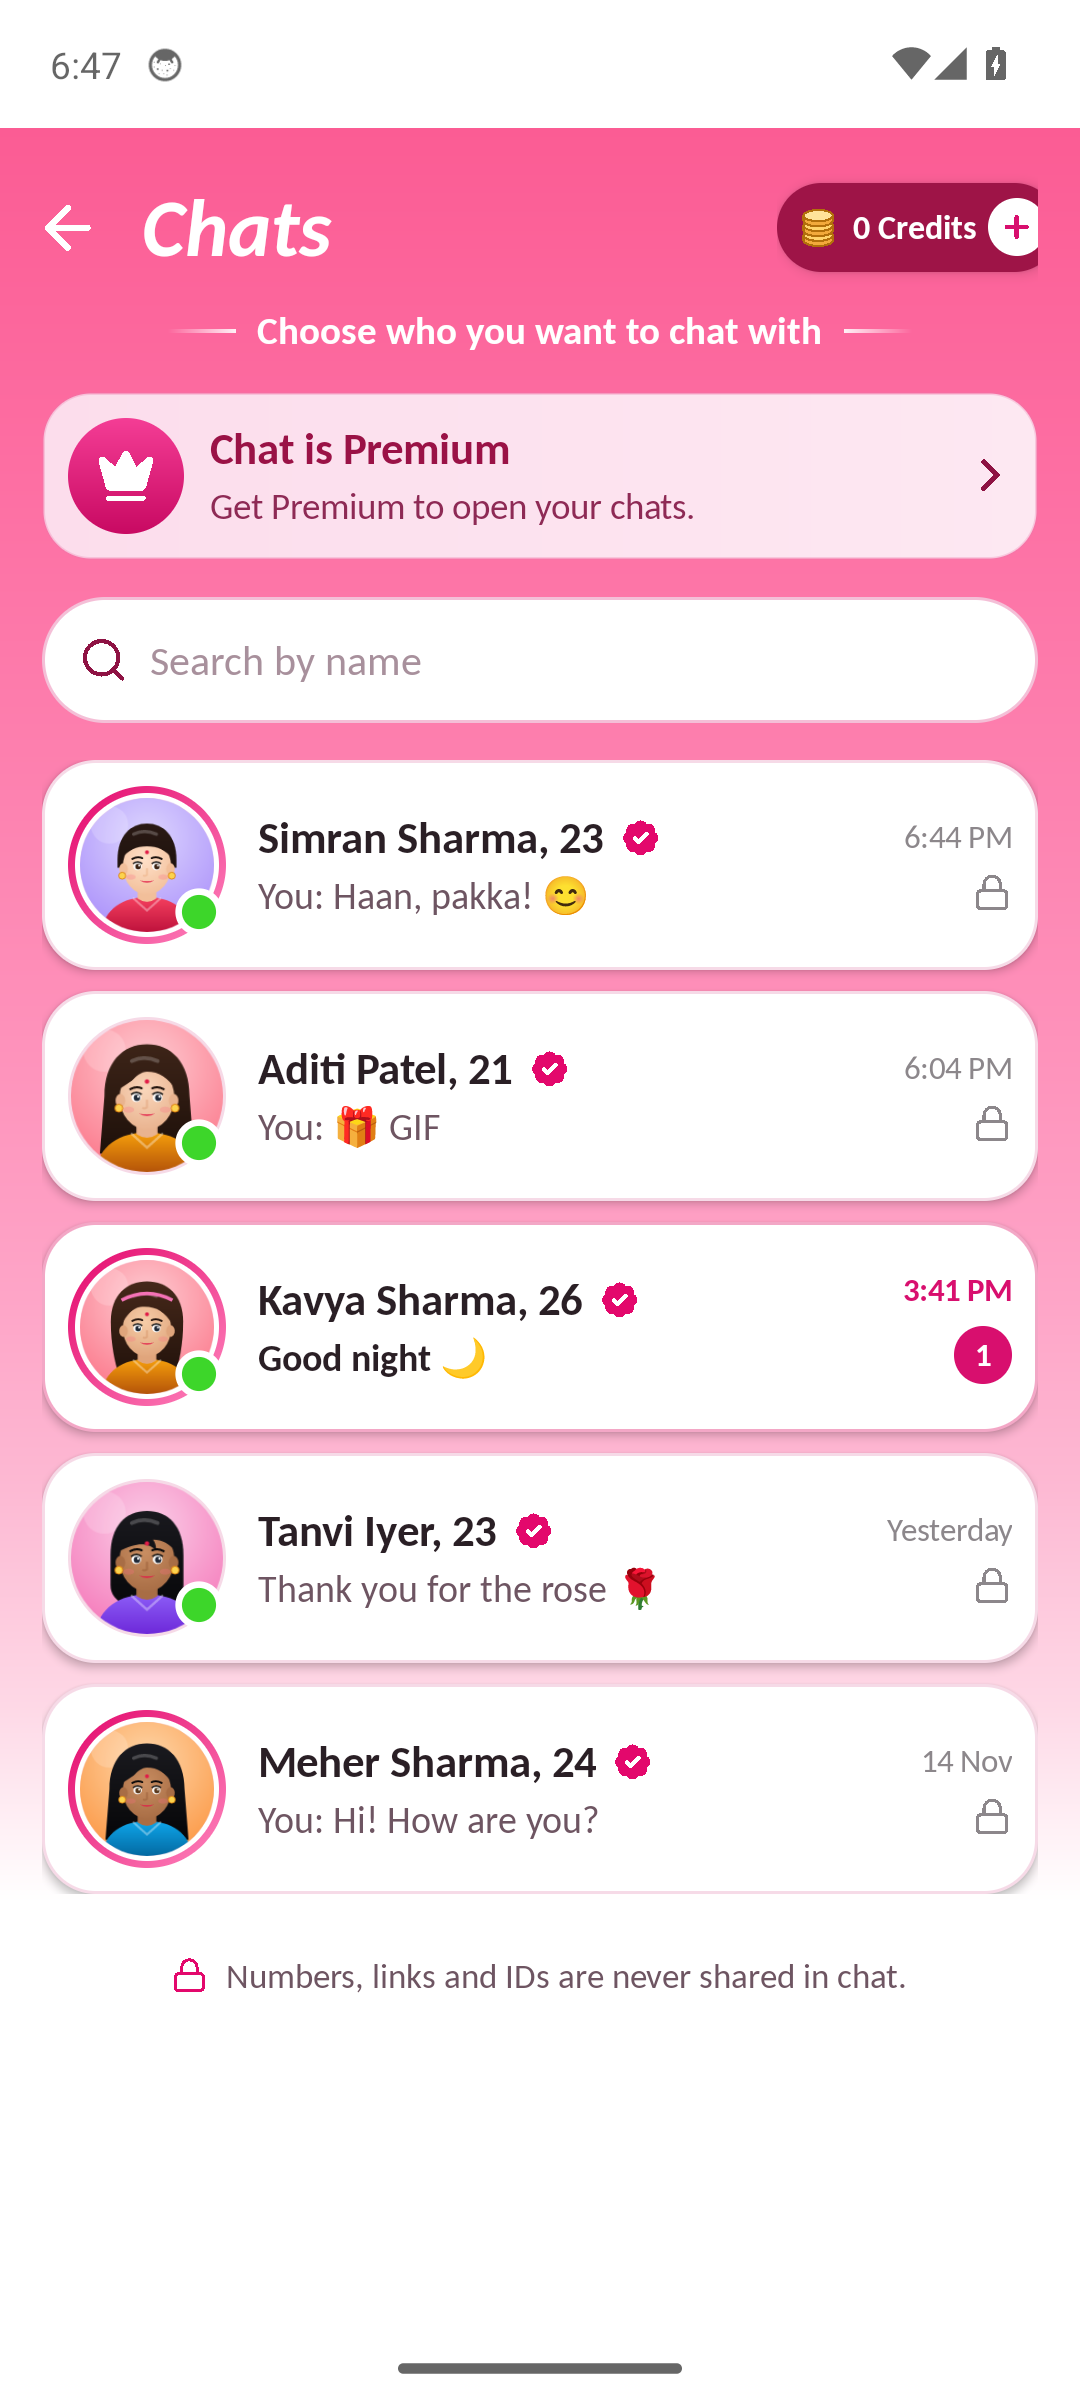 6:47
Chats
0 Credits
Choose who you want to chat with
Chat is Premium
Get Premium to open your chats.
Search by name
Simran Sharma, 23
6:44 PM
You: Haan, pakka! 😊
Aditi Patel, 21
6:04 PM
You: 🎁 GIF
Kavya Sharma, 26
3:41 PM
Good night 🌙
1
Tanvi Iyer, 23
Yesterday
Thank you for the rose 🌹
Meher Sharma, 24
14 Nov
You: Hi! How are you?
Numbers, links and IDs are never shared in chat.